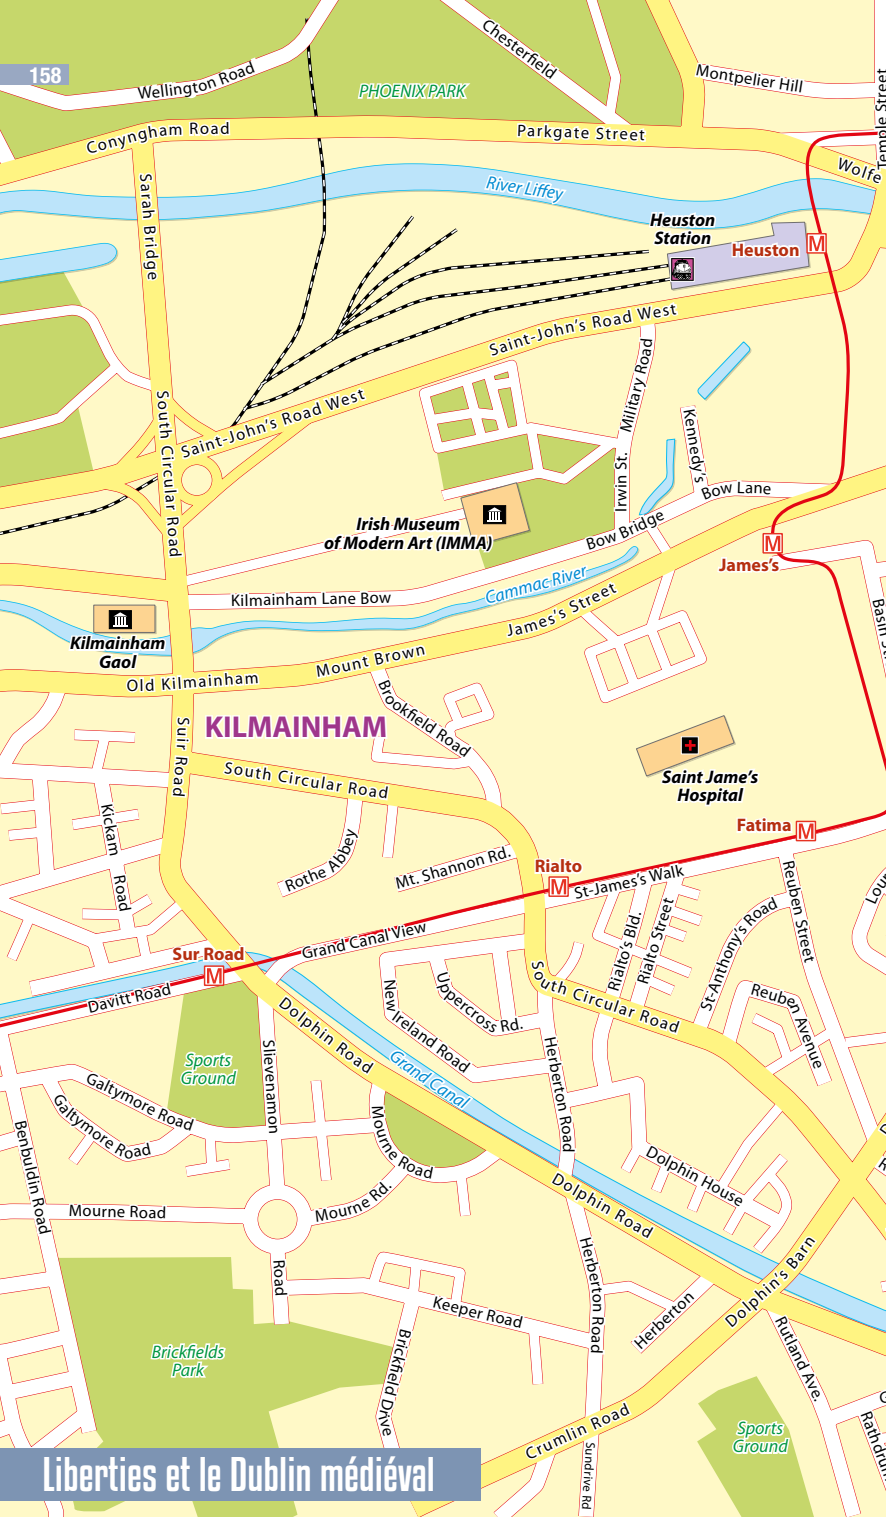 Chesterfield
158
Wellington Road
PHOENIX PARK
Montpelier Hill
Temple Street
Conyngham Road
Parkgate Street
Wolfe
Sarah Bridge
River Liffey
Heuston
Station
Heuston
M
Saint-John's Road West
Military Road
Saint-John's Road West
South Circular Road
Kennedy's
Irwin St.
Bow Lane
Irish Museum
of Modern Art (IMMA)
Bow Bridge
M
James's
Cammac River
Kilmainham Lane Bow
James's Street
Basin St.
Kilmainham
Gaol
Mount Brown
Old Kilmainham
Brookfield Road
KILMAINHAM
Suir Road
South Circular Road
Saint Jame's
Hospital
Kickam
Road
Fatima
M
Rothe Abbey
Mt. Shannon Rd.
Rialto
M
St-James's Walk
Reuben Street
Grand Canal View
Rialto's Bld.
Rialto Street
St-Anthony's Road
Sur Road
M
Davitt Road
New Ireland Road
Uppercross Rd.
South Circular Road
Reuben Avenue
Dolphin Road
Sports
Ground
Slievenamon
Grand Canal
Herberton Road
Galtymore Road
Galtymore Road
Mourne Road
Benbuldin Road
Dolphin House
Mourne Road
Mourne Rd.
Dolphin Road
Road
Herberton Road
Dolphin's Barn
Keeper Road
Herberton
Rutland Ave.
Brickfields
Park
Brickfield Drive
Crumlin Road
Sports
Ground
Sundrive Rd
Liberties et le Dublin médiéval